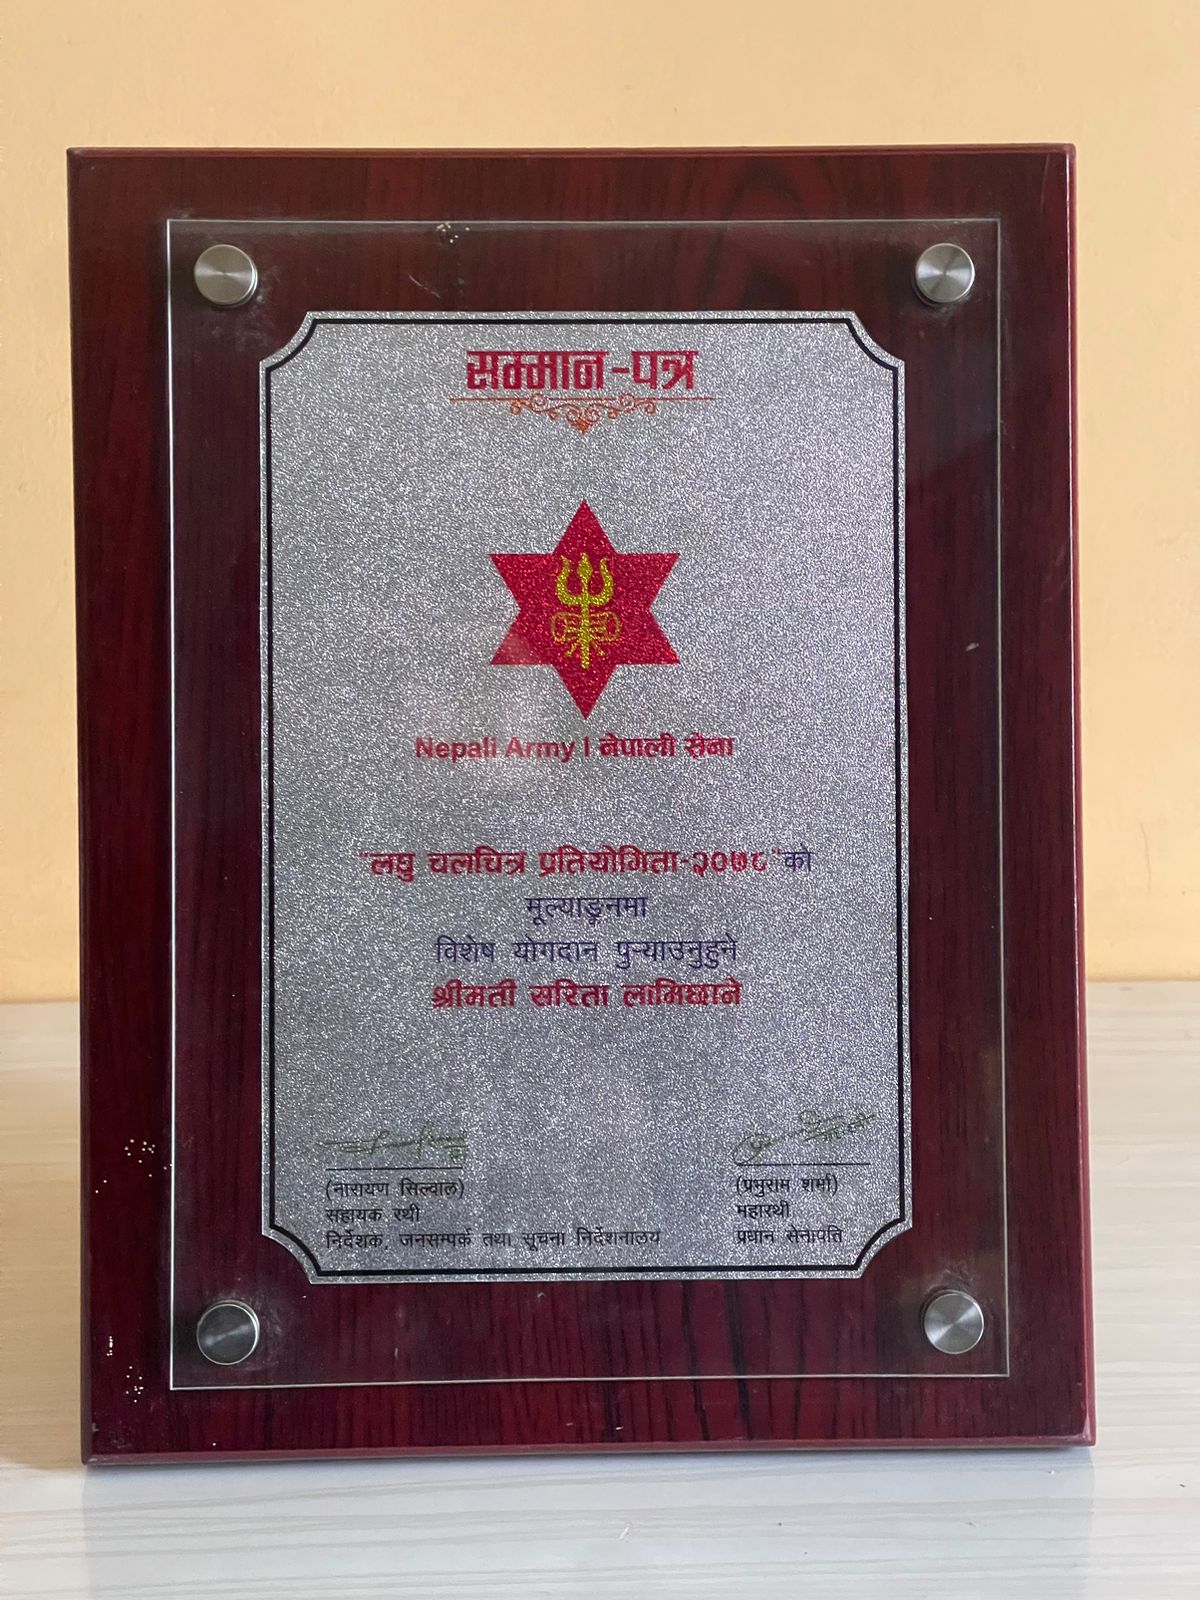 सम्मान-पत्र
Nepali Army | नेपाली सेना
"लघु चलचित्र प्रतियोगिता-२०७८"को
मूल्याङ्कनमा
विशेष योगदान पुऱ्याउनुहुने
श्रीमती सरिता लामिछाने
(नारायण सिल्वाल)
सहायक रथी
निर्देशक, जनसम्पर्क तथा सूचना निर्देशनालय
(प्रभुराम शर्मा)
महारथी
प्रधान सेनापति